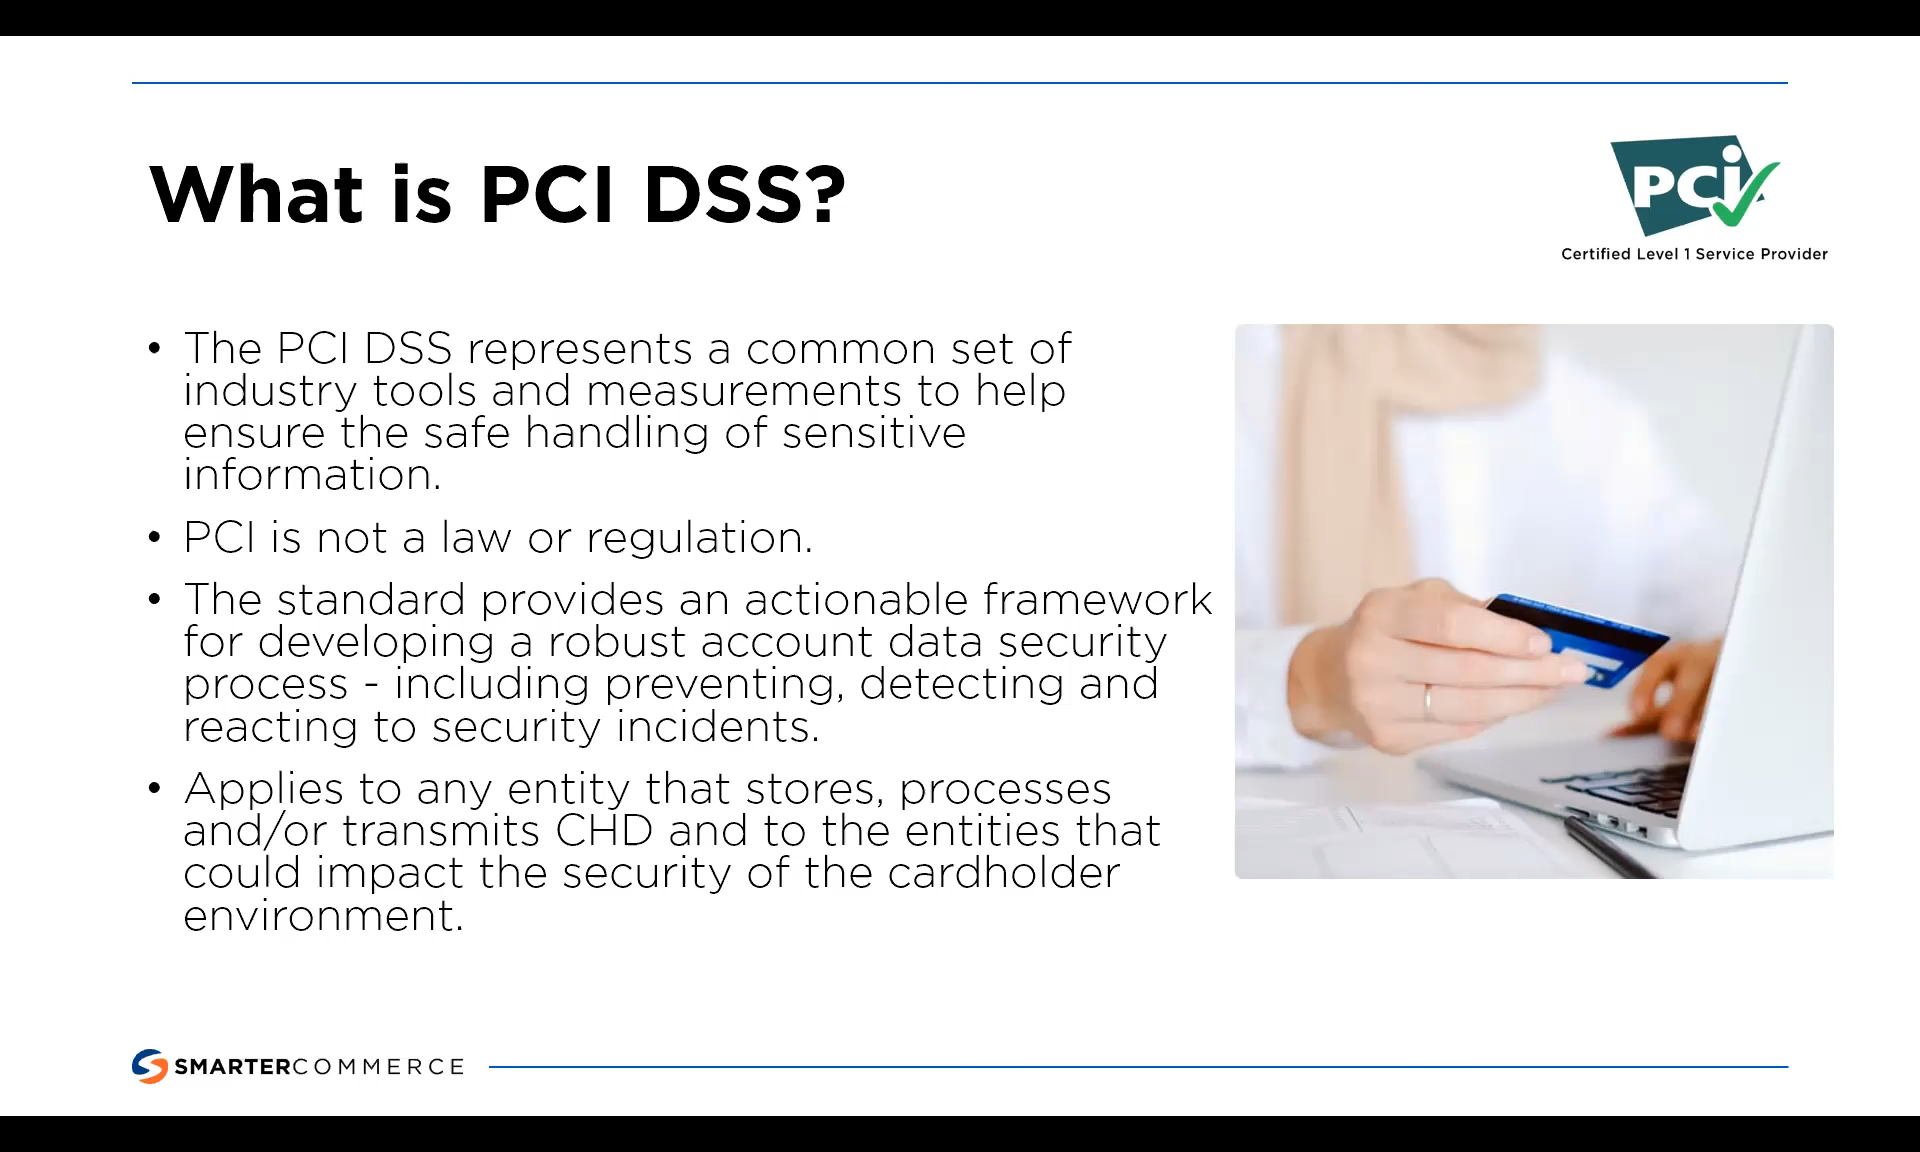 What is PCI DSS?
PCi
Certified Level 1 Service Provider
• The PCI DSS represents a common set of
industry tools and measurements to help
ensure the safe handling of sensitive
information.
• PCI is not a law or regulation.
• The standard provides an actionable framework
for developing a robust account data security
process - including preventing, detecting and
reacting to security incidents.
• Applies to any entity that stores, processes
and/or transmits CHD and to the entities that
could impact the security of the cardholder
environment.
SMARTERCOMMERCE